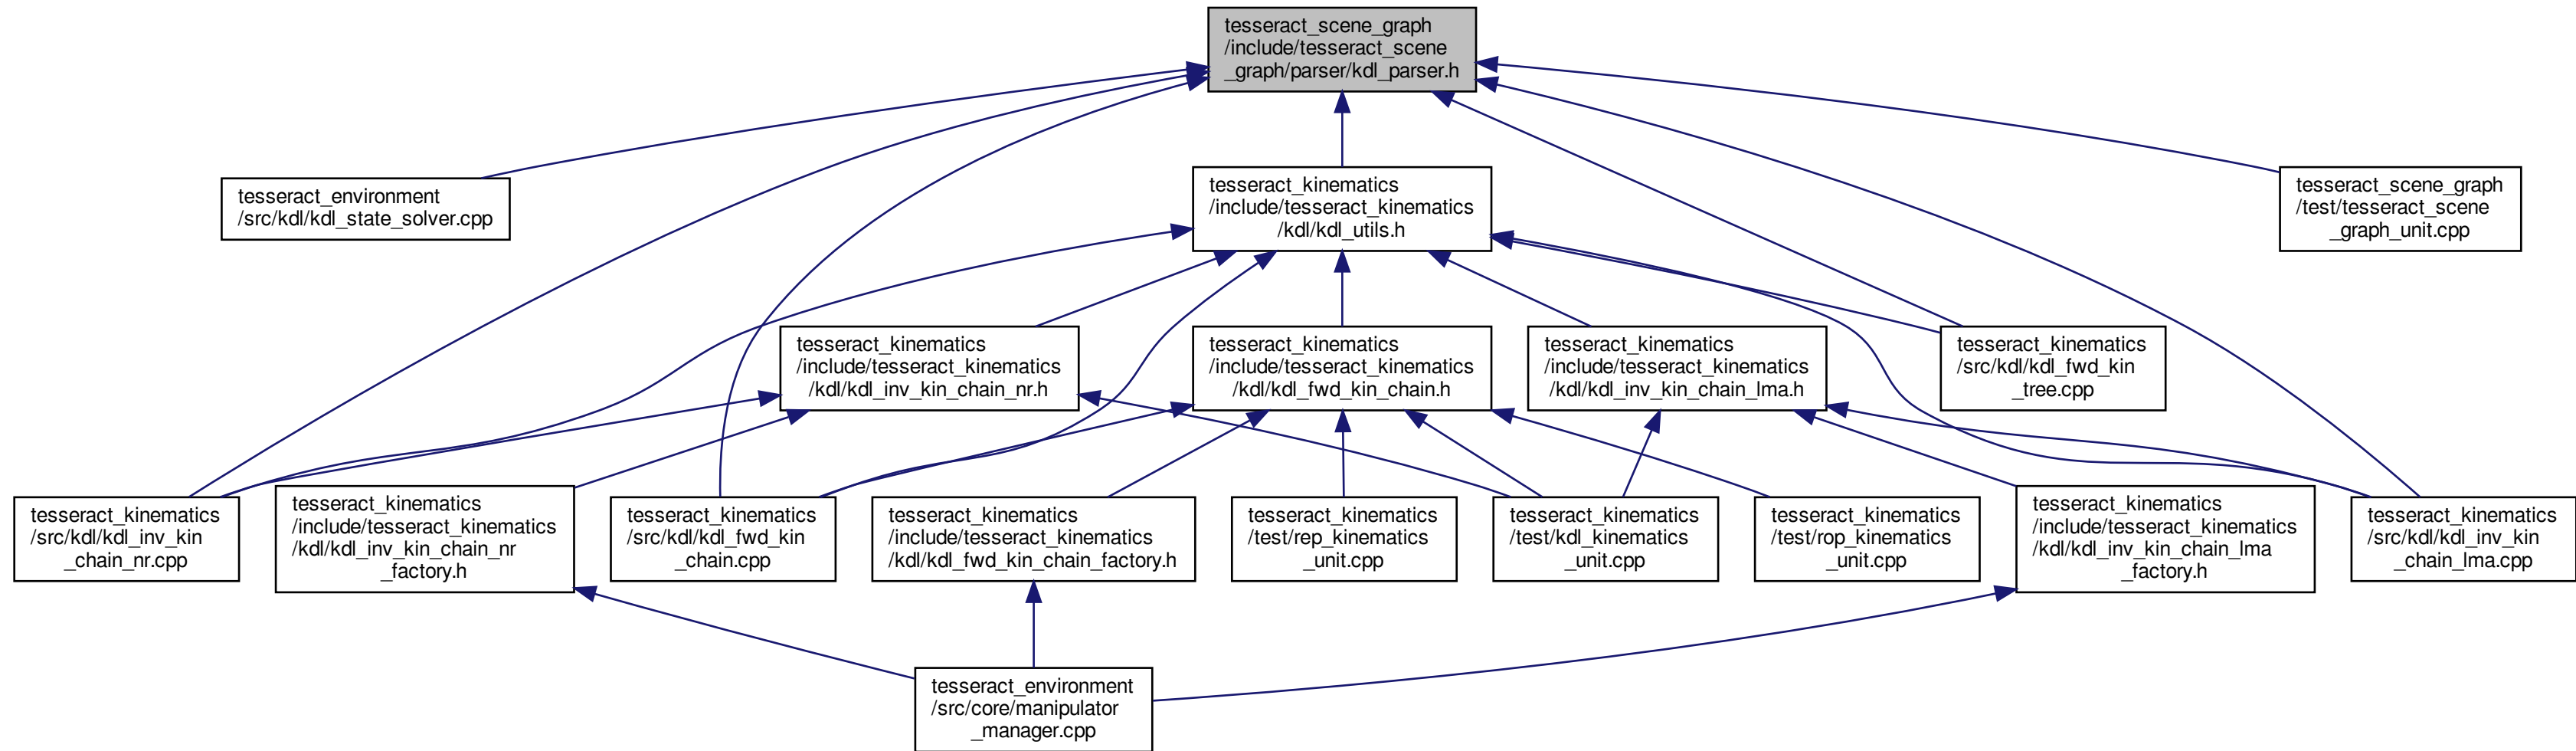 tesseract_scene_graph
/include/tesseract_scene
_graph/parser/kdl_parser.h
tesseract_environment
/src/kdl/kdl_state_solver.cpp
tesseract_kinematics
/include/tesseract_kinematics
/kdl/kdl_utils.h
tesseract_scene_graph
/test/tesseract_scene
_graph_unit.cpp
tesseract_kinematics
/include/tesseract_kinematics
/kdl/kdl_inv_kin_chain_nr.h
tesseract_kinematics
/include/tesseract_kinematics
/kdl/kdl_fwd_kin_chain.h
tesseract_kinematics
/include/tesseract_kinematics
/kdl/kdl_inv_kin_chain_lma.h
tesseract_kinematics
/src/kdl/kdl_fwd_kin
_tree.cpp
tesseract_kinematics
/src/kdl/kdl_inv_kin
_chain_nr.cpp
tesseract_kinematics
/include/tesseract_kinematics
/kdl/kdl_inv_kin_chain_nr
_factory.h
tesseract_kinematics
/src/kdl/kdl_fwd_kin
_chain.cpp
tesseract_kinematics
/include/tesseract_kinematics
/kdl/kdl_fwd_kin_chain_factory.h
tesseract_kinematics
/test/rep_kinematics
_unit.cpp
tesseract_kinematics
/test/kdl_kinematics
_unit.cpp
tesseract_kinematics
/test/rop_kinematics
_unit.cpp
tesseract_kinematics
/include/tesseract_kinematics
/kdl/kdl_inv_kin_chain_lma
_factory.h
tesseract_kinematics
/src/kdl/kdl_inv_kin
_chain_lma.cpp
tesseract_environment
/src/core/manipulator
_manager.cpp